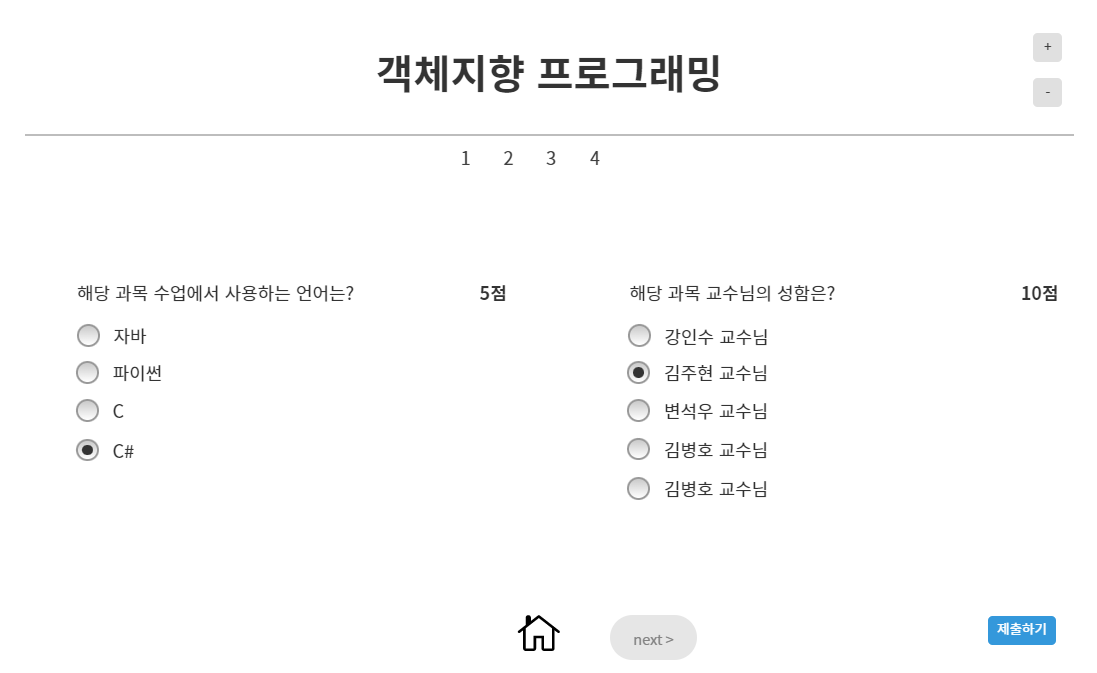 객체지향 프로그래밍
+
-
1 2 3 4
해당 과목 수업에서 사용하는 언어는? 5점
자바
파이썬
C
C#
해당 과목 교수님의 성함은? 10점
강인수 교수님
김주현 교수님
변석우 교수님
김병호 교수님
김병호 교수님
next >
제출하기